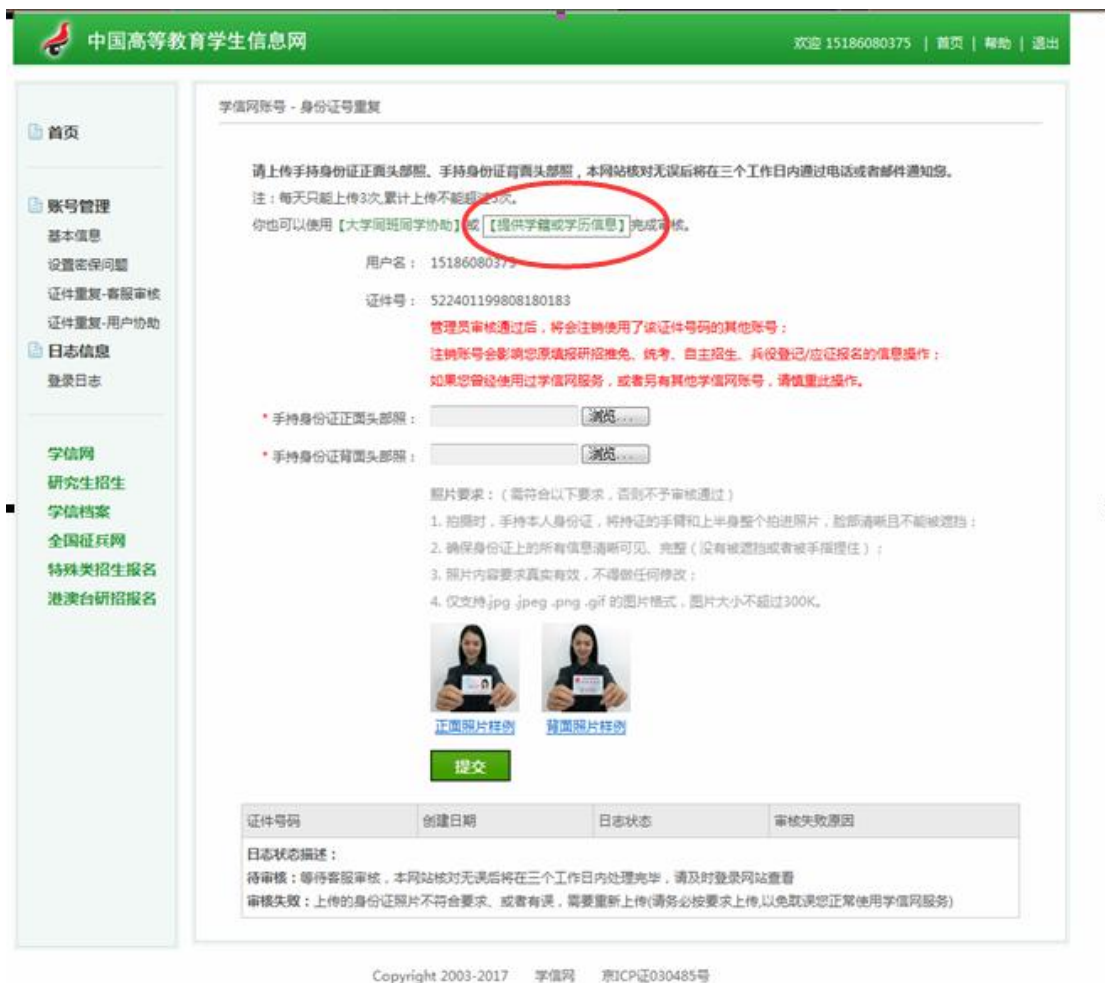 中国高等教育学生信息网
欢迎 15186080375 | 首页 | 帮助 | 退出
首页
账号管理
基本信息
设置密保问题
证件重复-客服审核
证件重复-用户协助
日志信息
登录日志
学信网
研究生招生
学信档案
全国征兵网
特殊类招生报名
港澳台研招报名
学信网账号 - 身份证号重复
请上传手持身份证正面头部照、手持身份证背面头部照，本网站核对无误后将在三个工作日内通过电话或者邮件通知您。
注：每天只能上传3次,累计上传不能超过5次。
你也可以使用【大学同班同学协助】或【提供学籍或学历信息】完成审核。
用户名： 15186080375
证件号： 522401199808180183
管理员审核通过后，将会注销使用了该证件号码的其他账号；
注销账号会影响您原填报研招推免、统考、自主招生、兵役登记/应征报名的信息操作；
如果您曾经使用过学信网服务，或者另有其他学信网账号，请慎重此操作。
* 手持身份证正面头部照： 浏览...
* 手持身份证背面头部照： 浏览...
照片要求：（需符合以下要求，否则不予审核通过）
1. 拍摄时，手持本人身份证，将持证的手臂和上半身整个拍进照片，脸部清晰且不能被遮挡；
2. 确保身份证上的所有信息清晰可见、完整（没有被遮挡或者被手指捏住）；
3. 照片内容要求真实有效，不得做任何修改；
4. 仅支持.jpg .jpeg .png .gif 的图片格式，图片大小不超过300K。
正面照片样例 背面照片样例
提交
证件号码 创建日期 日志状态 审核失败原因
日志状态描述：
待审核：等待客服审核，本网站核对无误后将在三个工作日内处理完毕，请及时登录网站查看
审核失败：上传的身份证照片不符合要求、或者有误，需要重新上传(请务必按要求上传,以免耽误您正常使用学信网服务)
Copyright 2003-2017 学信网 京ICP证030485号